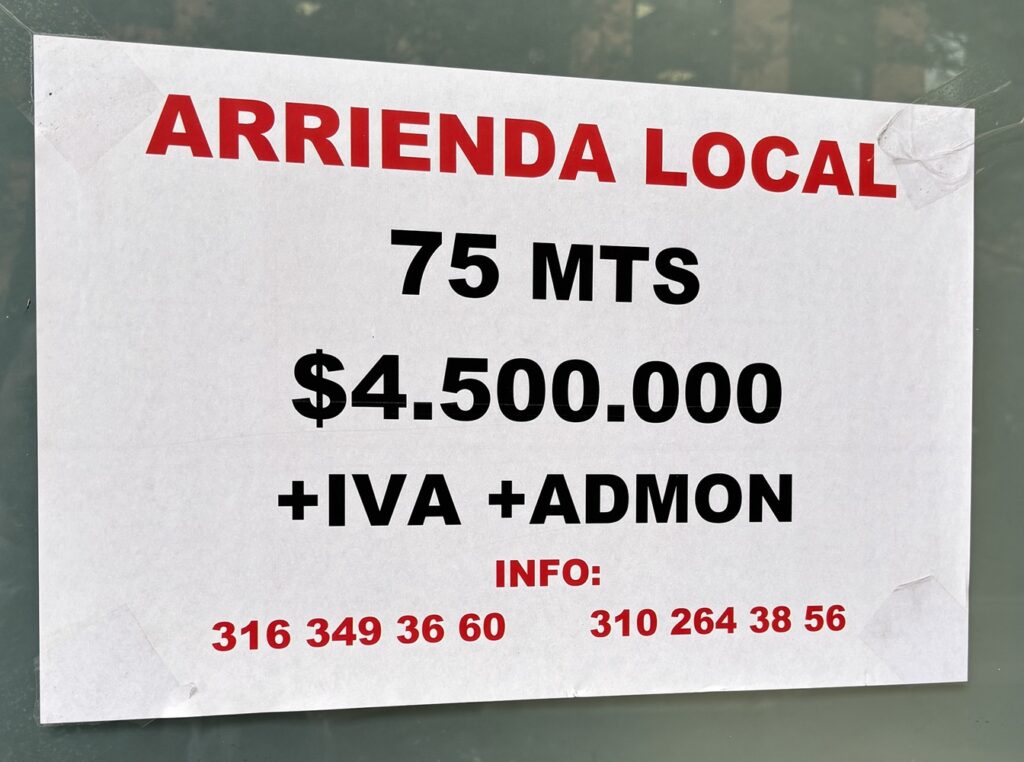 ARRIENDA LOCAL
75 MTS
$4.500.000
+IVA +ADMON
INFO:
316 349 36 60 310 264 38 56